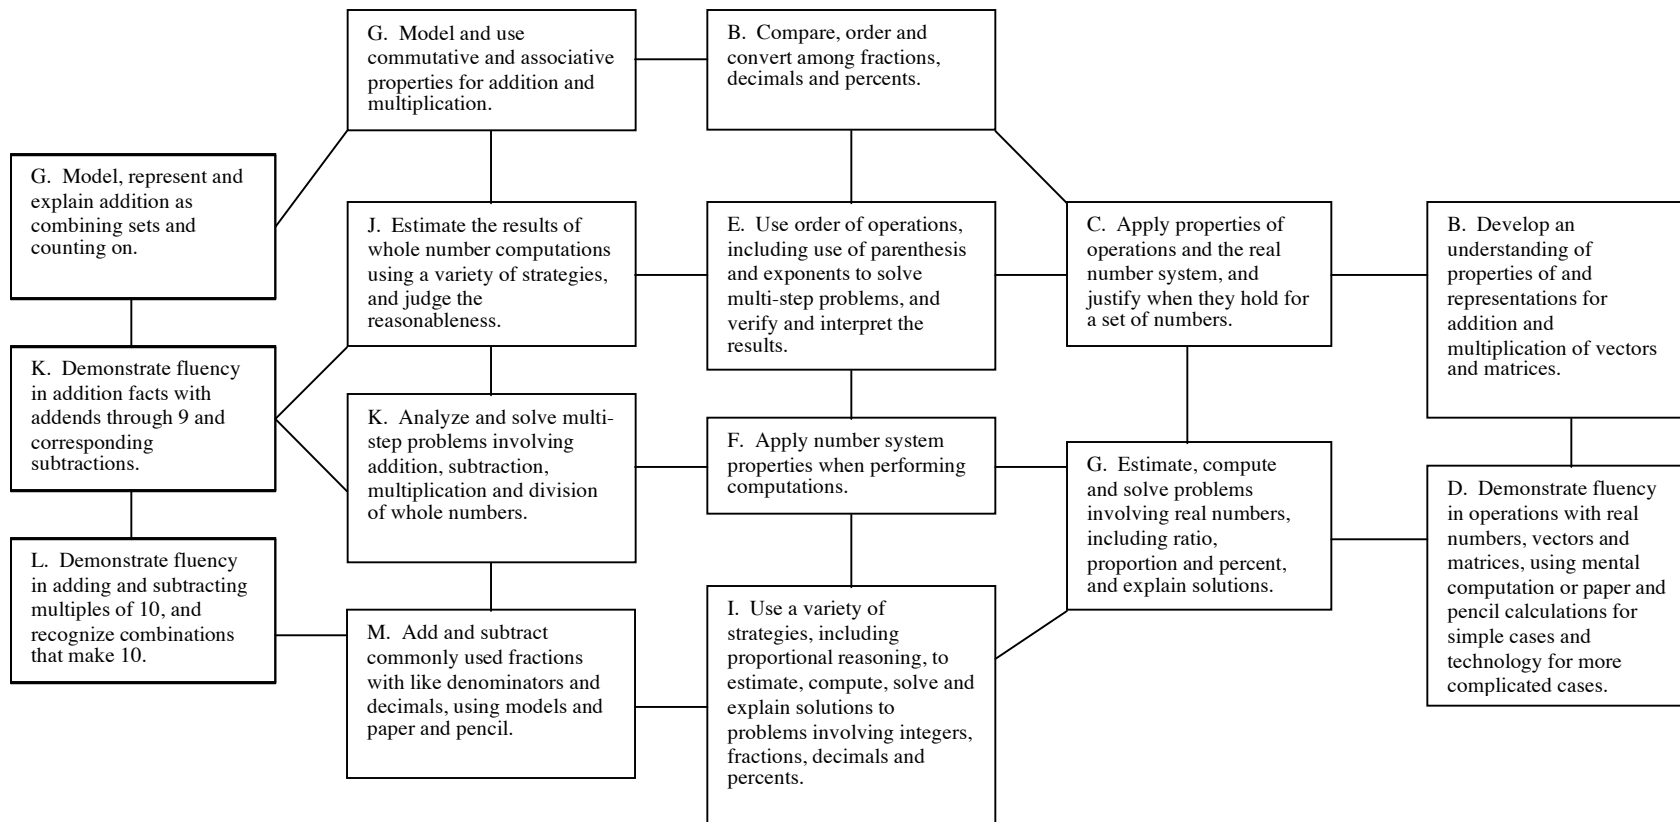 G. Model, represent and
explain addition as
combining sets and
counting on.
K. Demonstrate fluency
in addition facts with
addends through 9 and
corresponding
subtractions.
L. Demonstrate fluency
in adding and subtracting
multiples of 10, and
recognize combinations
that make 10.
G. Model and use
commutative and associative
properties for addition and
multiplication.
J. Estimate the results of
whole number computations
using a variety of strategies,
and judge the
reasonableness.
K. Analyze and solve multi-
step problems involving
addition, subtraction,
multiplication and division
of whole numbers.
M. Add and subtract
commonly used fractions
with like denominators and
decimals, using models and
paper and pencil.
B. Compare, order and
convert among fractions,
decimals and percents.
E. Use order of operations,
including use of parenthesis
and exponents to solve
multi-step problems, and
verify and interpret the
results.
F. Apply number system
properties when performing
computations.
I. Use a variety of
strategies, including
proportional reasoning, to
estimate, compute, solve and
explain solutions to
problems involving integers,
fractions, decimals and
percents.
C. Apply properties of
operations and the real
number system, and
justify when they hold for
a set of numbers.
G. Estimate, compute
and solve problems
involving real numbers,
including ratio,
proportion and percent,
and explain solutions.
B. Develop an
understanding of
properties of and
representations for
addition and
multiplication of vectors
and matrices.
D. Demonstrate fluency
in operations with real
numbers, vectors and
matrices, using mental
computation or paper and
pencil calculations for
simple cases and
technology for more
complicated cases.